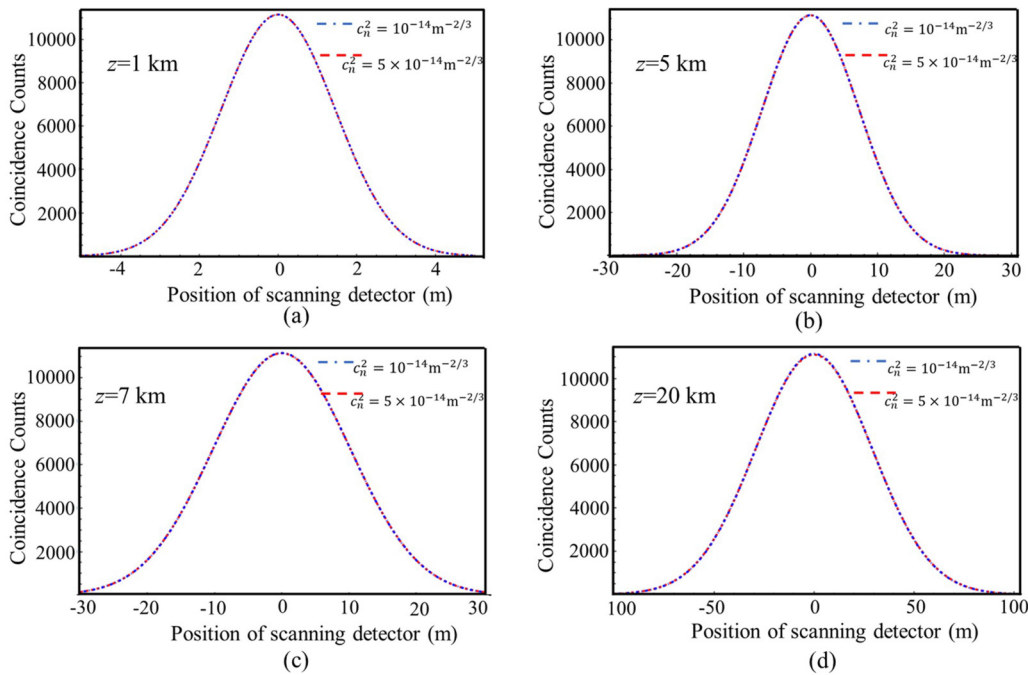 Coincidence Counts
10000
8000
6000
4000
2000
z=1 km
c_n^2 = 10^{-14}m^{-2/3}
c_n^2 = 5 × 10^{-14}m^{-2/3}
-4 2 0 2 4
Position of scanning detector (m)
(a)
Coincidence Counts
10000
8000
6000
4000
2000
z=5 km
c_n^2 = 10^{-14}m^{-2/3}
c_n^2 = 5 × 10^{-14}m^{-2/3}
-30 -20 -10 0 10 20 30
Position of scanning detector (m)
(b)
Coincidence Counts
10000
8000
6000
4000
2000
z=7 km
c_n^2 = 10^{-14}m^{-2/3}
c_n^2 = 5 × 10^{-14}m^{-2/3}
-30 -20 -10 0 10 20 30
Position of scanning detector (m)
(c)
Coincidence Counts
10000
8000
6000
4000
2000
z=20 km
c_n^2 = 10^{-14}m^{-2/3}
c_n^2 = 5 × 10^{-14}m^{-2/3}
100 -50 0 50 100
Position of scanning detector (m)
(d)